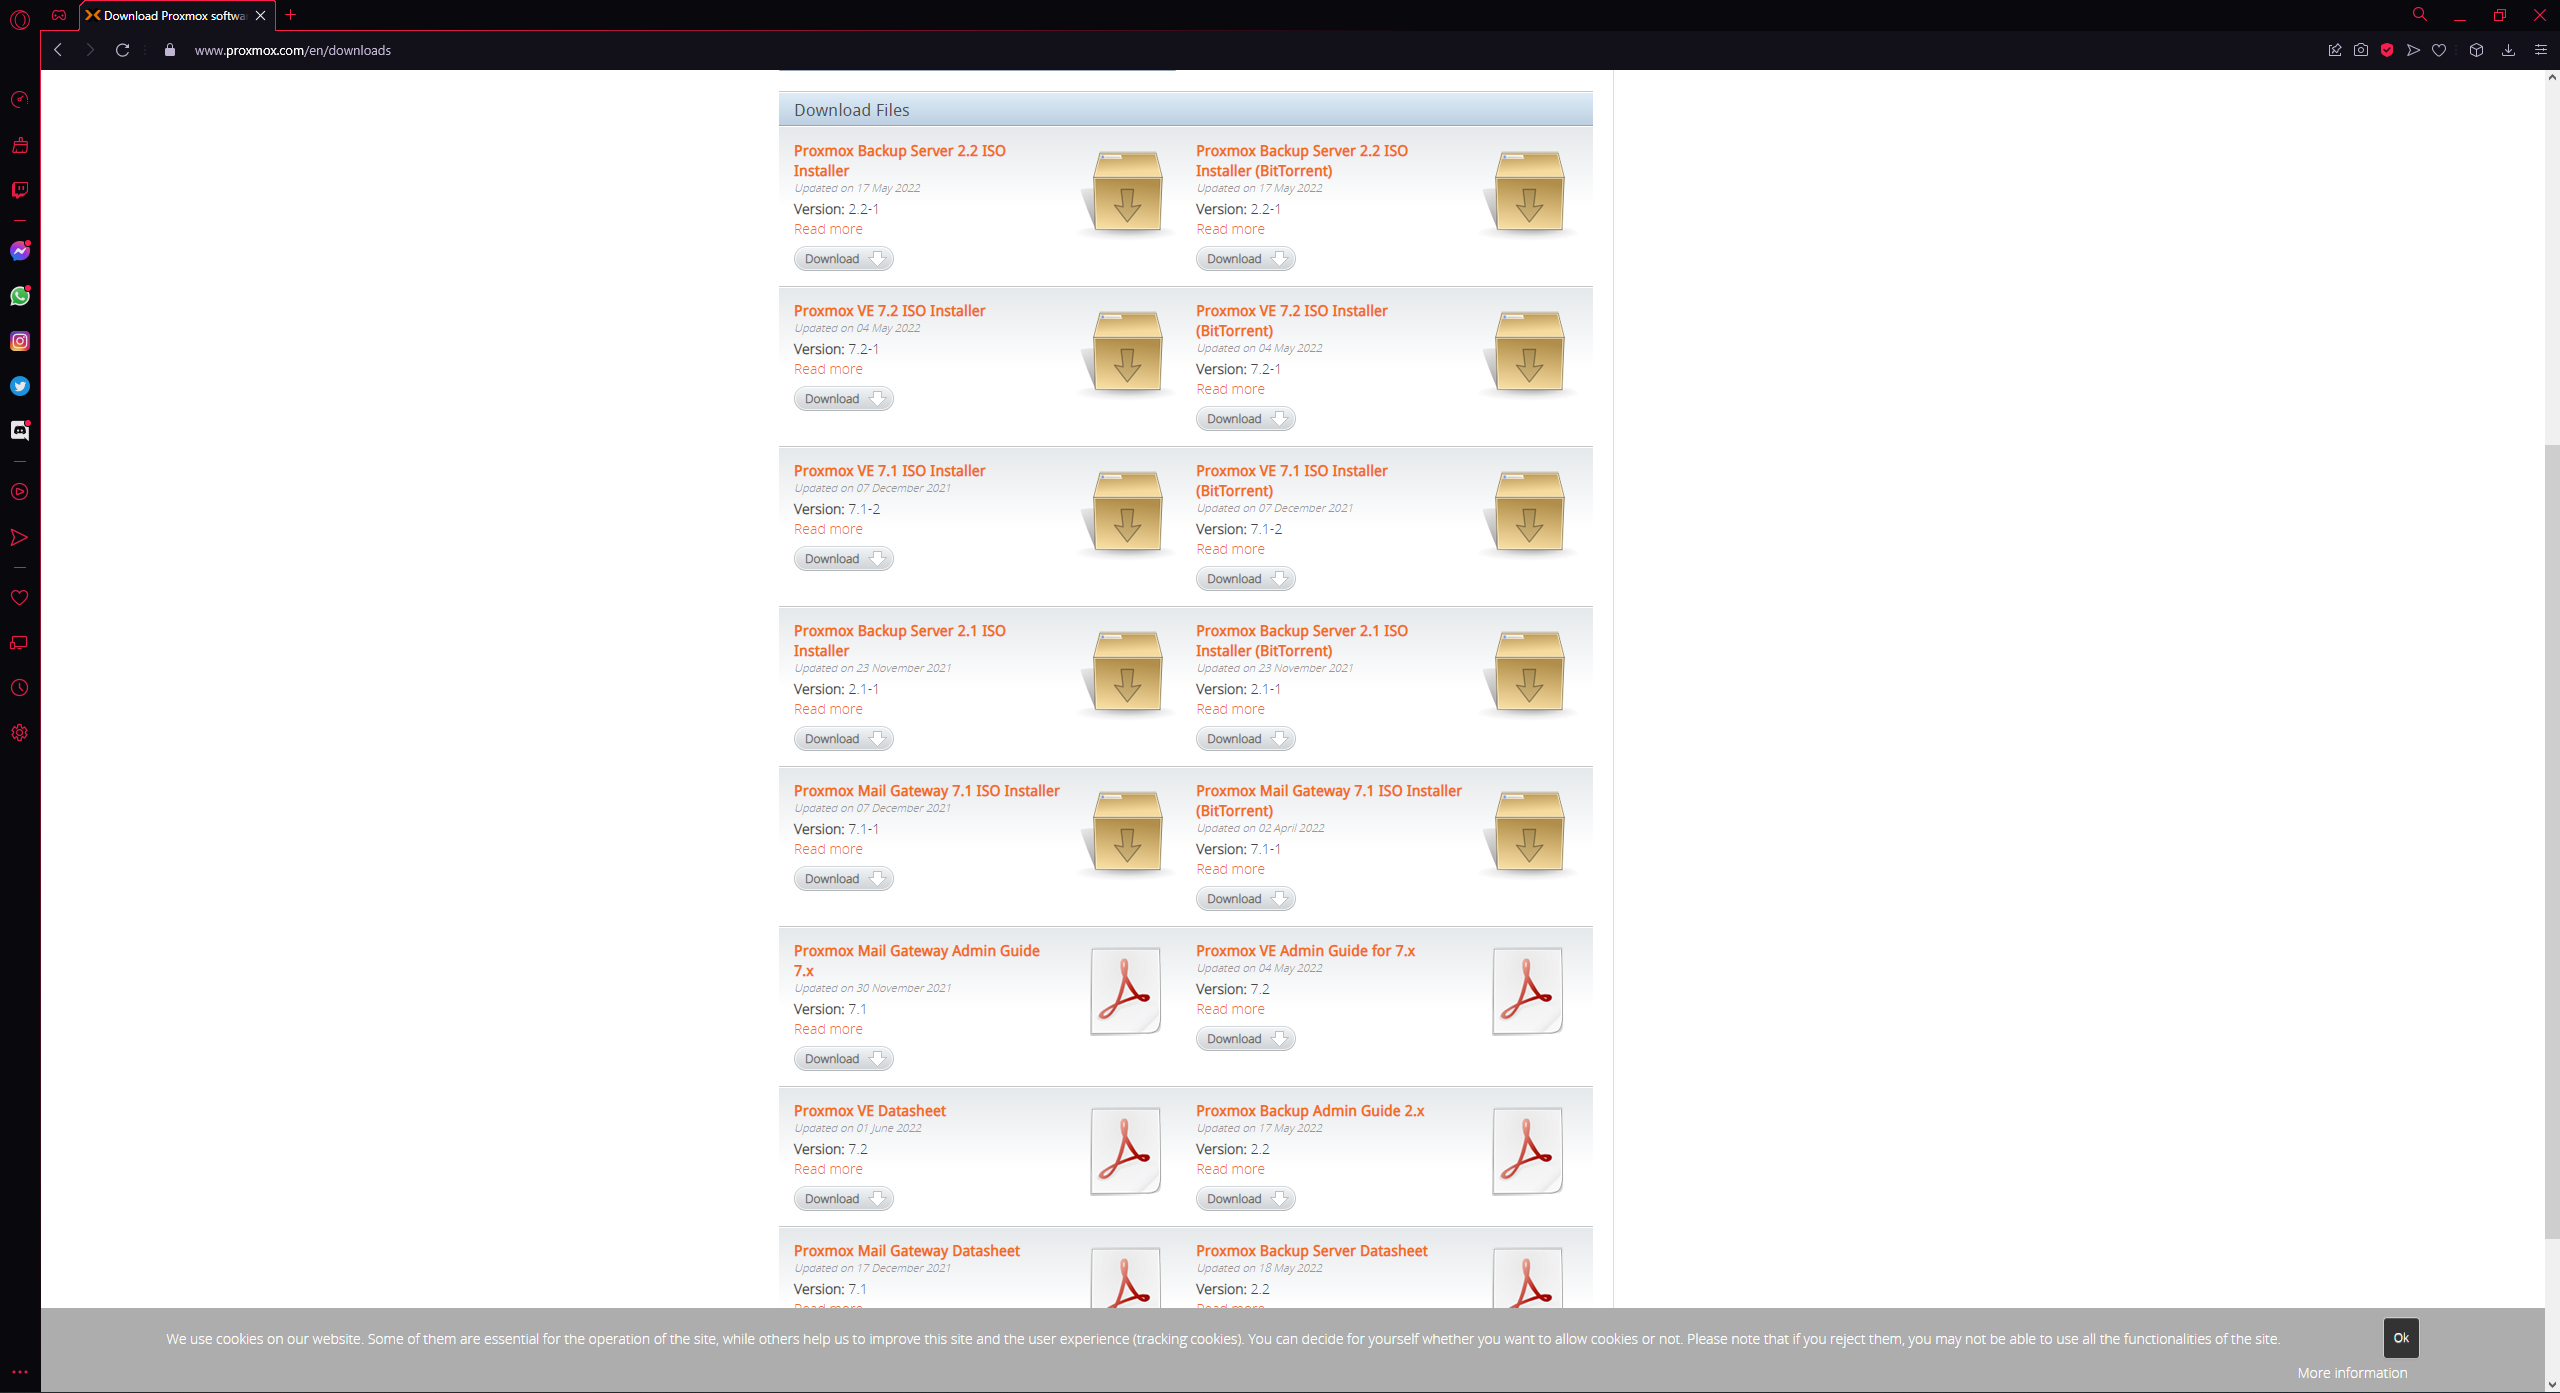 Download Proxmox softwa
www.proxmox.com/en/downloads
Download Files
Proxmox Backup Server 2.2 ISO
Installer
Updated on 17 May 2022
Version: 2.2-1
Read more
Download
Proxmox Backup Server 2.2 ISO
Installer (BitTorrent)
Updated on 17 May 2022
Version: 2.2-1
Read more
Download
Proxmox VE 7.2 ISO Installer
Updated on 04 May 2022
Version: 7.2-1
Read more
Download
Proxmox VE 7.2 ISO Installer
(BitTorrent)
Updated on 04 May 2022
Version: 7.2-1
Read more
Download
Proxmox VE 7.1 ISO Installer
Updated on 07 December 2021
Version: 7.1-2
Read more
Download
Proxmox VE 7.1 ISO Installer
(BitTorrent)
Updated on 07 December 2021
Version: 7.1-2
Read more
Download
Proxmox Backup Server 2.1 ISO
Installer
Updated on 23 November 2021
Version: 2.1-1
Read more
Download
Proxmox Backup Server 2.1 ISO
Installer (BitTorrent)
Updated on 23 November 2021
Version: 2.1-1
Read more
Download
Proxmox Mail Gateway 7.1 ISO Installer
Updated on 07 December 2021
Version: 7.1-1
Read more
Download
Proxmox Mail Gateway 7.1 ISO Installer
(BitTorrent)
Updated on 02 April 2022
Version: 7.1-1
Read more
Download
Proxmox Mail Gateway Admin Guide
7.x
Updated on 30 November 2021
Version: 7.1
Read more
Download
Proxmox VE Admin Guide for 7.x
Updated on 04 May 2022
Version: 7.2
Read more
Download
Proxmox VE Datasheet
Updated on 01 June 2022
Version: 7.2
Read more
Download
Proxmox Backup Admin Guide 2.x
Updated on 17 May 2022
Version: 2.2
Read more
Download
Proxmox Mail Gateway Datasheet
Updated on 17 December 2021
Version: 7.1
Read more
Proxmox Backup Server Datasheet
Updated on 18 May 2022
Version: 2.2
Read more
We use cookies on our website. Some of them are essential for the operation of the site, while others help us to improve this site and the user experience (tracking cookies). You can decide for yourself whether you want to allow cookies or not. Please note that if you reject them, you may not be able to use all the functionalities of the site.
Ok
More information